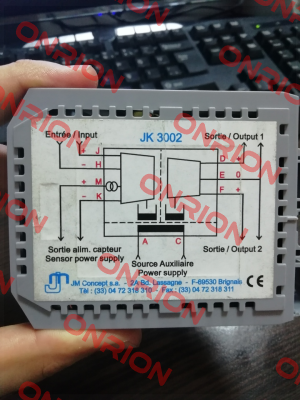 JK 3002
Entrée / Input
Sortie / Output 1
J
- H
+ M
- K
D +
E 0
F +
A C
Sortie alim. capteur
Sensor power supply
Sortie / Output 2
Source Auxiliaire
Power supply
JM Concept s.a. - 2A Bd. Lassagne - F-69530 Brignais
Tél : (33) 04 72 318 310 - Fax : (33) 04 72 318 311
CE
ONRION